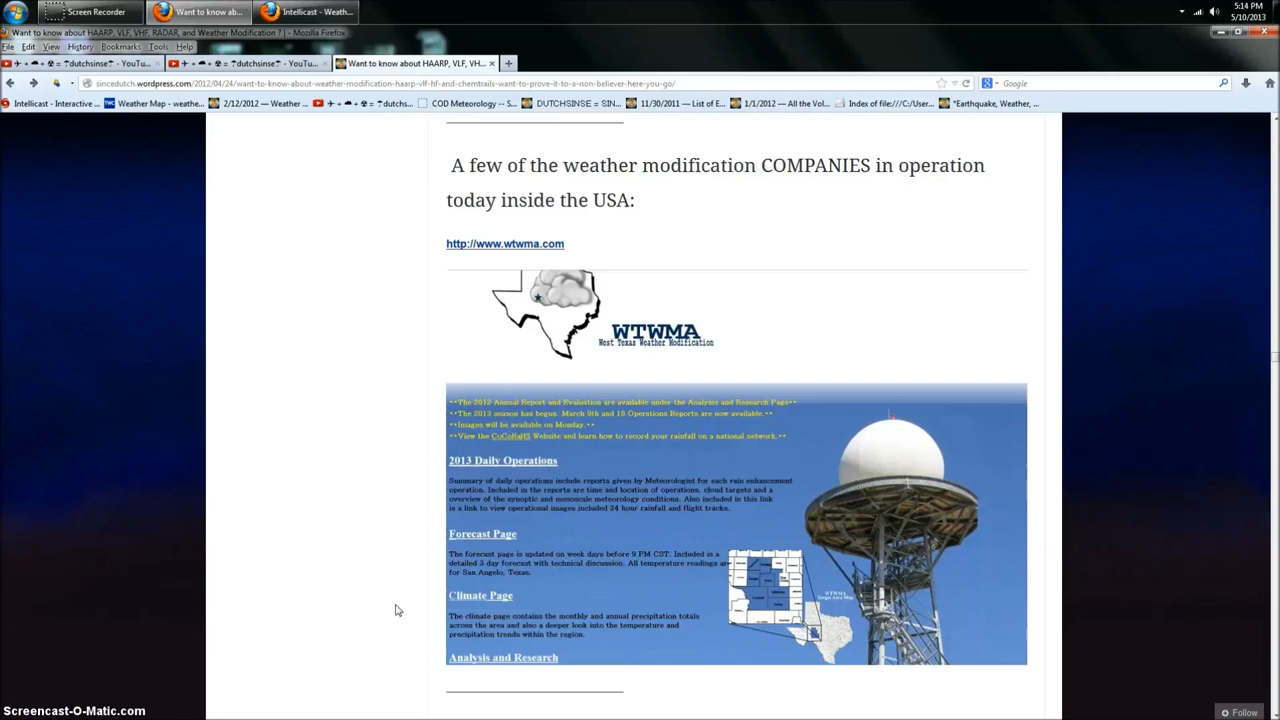 Screen Recorder
Want to know ab...
Intellicast - Weath...
5:14 PM
5/10/2013
Want to know about HAARP, VLF, VHF, RADAR, and Weather Modification ? - Mozilla Firefox
File Edit View History Bookmarks Tools Help
dutchsinse - YouTu...
dutchsinse - YouTu...
Want to know about HAARP, VLF, VH...
sincedutch.wordpress.com/2012/04/24/want-to-know-about-weather-modification-haarp-vlf-hf-and-chemtrails-want-to-prove-it-to-a-non-believer-here-you-go/
Google
Intellicast - Interactive ...
Weather Map - weathe...
2/12/2012 — Weather ...
dutchs...
COD Meteorology -- S...
DUTCHSINSE = SIN...
11/30/2011 — List of E...
1/1/2012 — All the Vol...
Index of file:///C:/User...
*Earthquake, Weather, ...
A few of the weather modification COMPANIES in operation
today inside the USA:
http://www.wtwma.com
WTWMA
West Texas Weather Modification
**The 2012 Annual Report and Evaluation are available under the Analysis and Research Page**
**The 2013 season has begun. March 9th and 18 Operations Reports are now available.**
**Images will be available on Monday.**
**View the CoCoRaHS Website and learn how to record your rainfall on a national network.**
2013 Daily Operations
Summary of daily operations include reports given by Meteorologist for each rain enhancement
operation. Included in the reports are time and location of operations, cloud targets and a
overview of the synoptic and mesoscale meteorology conditions. Also included in this link
is a link to view operational images included 24 hour rainfall and flight tracks.
Forecast Page
The forecast page is updated on week days before 9 PM CST. Included is a
detailed 3 day forecast with technical discussion. All temperature readings are
for San Angelo, Texas.
WTWMA
Target Area Map
Climate Page
The climate page contains the monthly and annual precipitation totals
across the area and also a deeper look into the temperature and
precipitation trends within the region.
Analysis and Research
Screencast-O-Matic.com
Follow